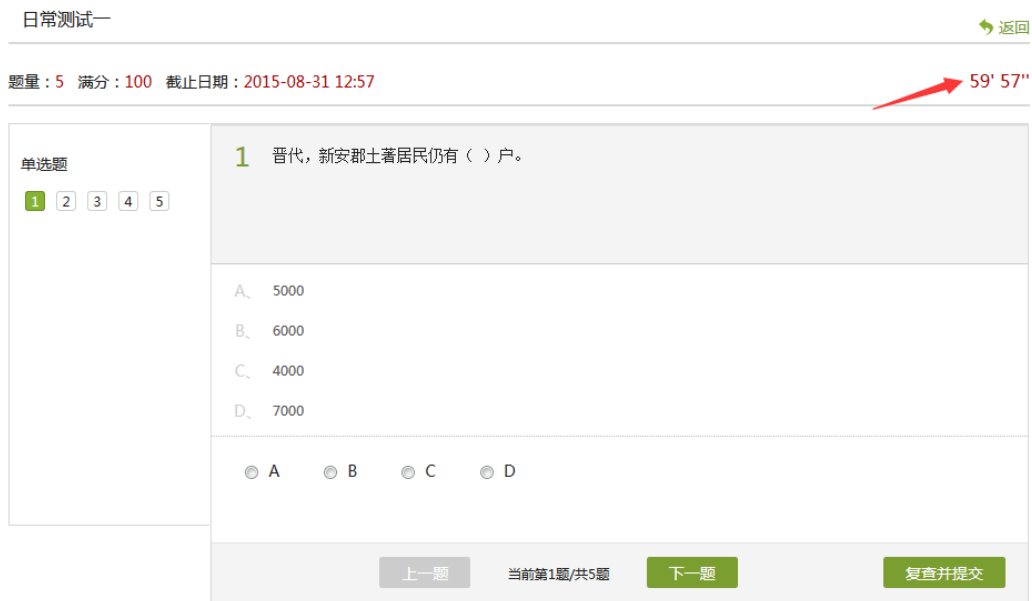 日常测试一
返回
题量：5 满分：100 截止日期：2015-08-31 12:57
59' 57''
单选题
1 2 3 4 5
1 晋代，新安郡土著居民仍有（ ）户。
A、 5000
B、 6000
C、 4000
D、 7000
A B C D
上一题 当前第1题/共5题 下一题 复查并提交